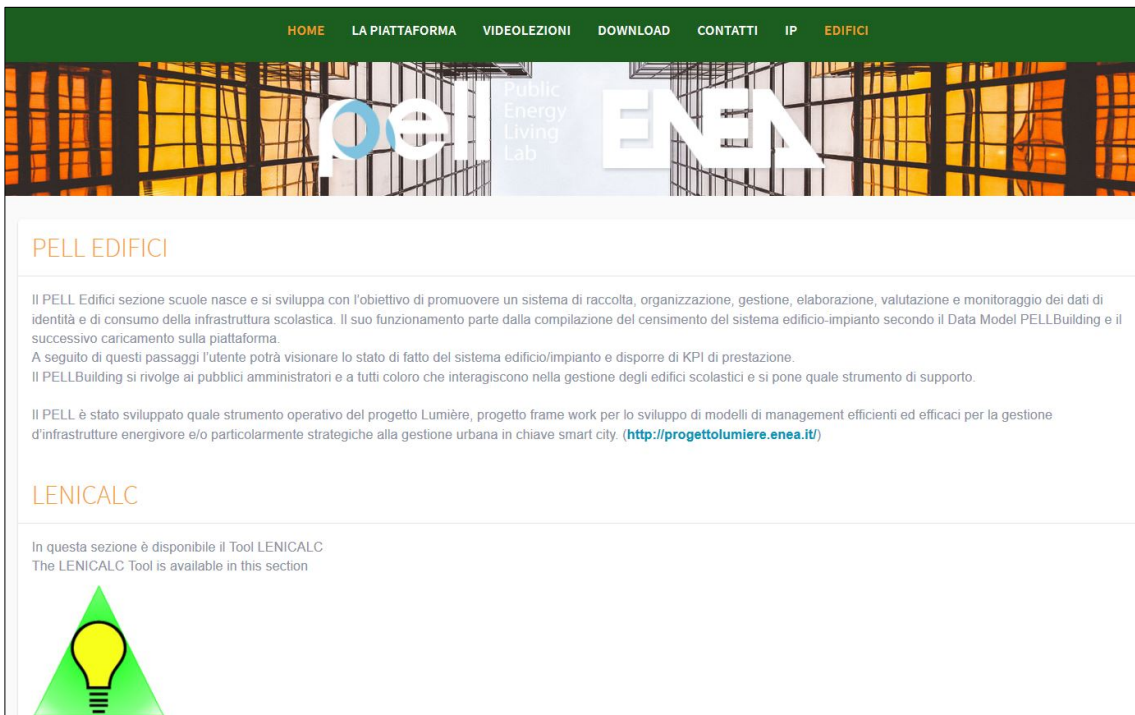 HOME LA PIATTAFORMA VIDEOLEZIONI DOWNLOAD CONTATTI IP EDIFICI
pell
Public
Energy
Living
Lab
ENEA
PELL EDIFICI
Il PELL Edifici sezione scuole nasce e si sviluppa con l'obiettivo di promuovere un sistema di raccolta, organizzazione, gestione, elaborazione, valutazione e monitoraggio dei dati di
identità e di consumo della infrastruttura scolastica. Il suo funzionamento parte dalla compilazione del censimento del sistema edificio-impianto secondo il Data Model PELLBuilding e il
successivo caricamento sulla piattaforma.
A seguito di questi passaggi l'utente potrà visionare lo stato di fatto del sistema edificio/impianto e disporre di KPI di prestazione.
Il PELLBuilding si rivolge ai pubblici amministratori e a tutti coloro che interagiscono nella gestione degli edifici scolastici e si pone quale strumento di supporto.
Il PELL è stato sviluppato quale strumento operativo del progetto Lumière, progetto frame work per lo sviluppo di modelli di management efficienti ed efficaci per la gestione
d'infrastrutture energivore e/o particolarmente strategiche alla gestione urbana in chiave smart city. (http://progettolumiere.enea.it/)
LENICALC
In questa sezione è disponibile il Tool LENICALC
The LENICALC Tool is available in this section